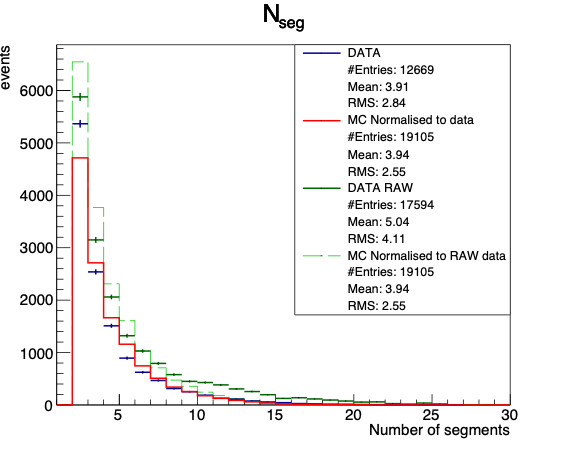 Nseg
events
DATA
#Entries: 12669
Mean: 3.91
RMS: 2.84
MC Normalised to data
#Entries: 19105
Mean: 3.94
RMS: 2.55
DATA RAW
#Entries: 17594
Mean: 5.04
RMS: 4.11
MC Normalised to RAW data
#Entries: 19105
Mean: 3.94
RMS: 2.55
6000
5000
4000
3000
2000
1000
0
5 10 15 20 25 30
Number of segments